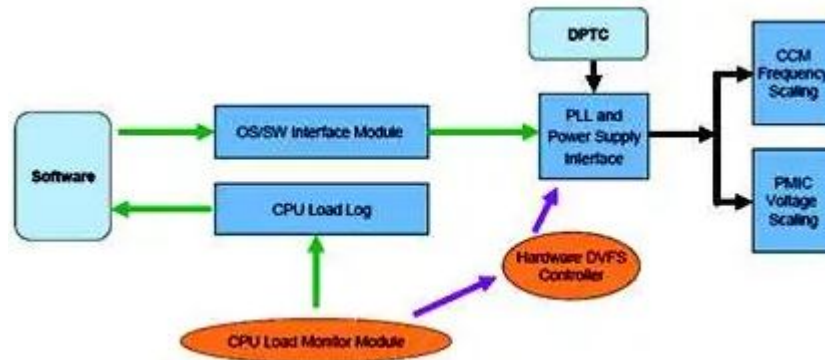 DPTC
CCM
Frequency
Scaling
OS/SW Interface Module
PLL and
Power Supply
Interface
Software
CPU Load Log
PMIC
Voltage
Scaling
Hardware DVFS
Controller
CPU Load Monitor Module